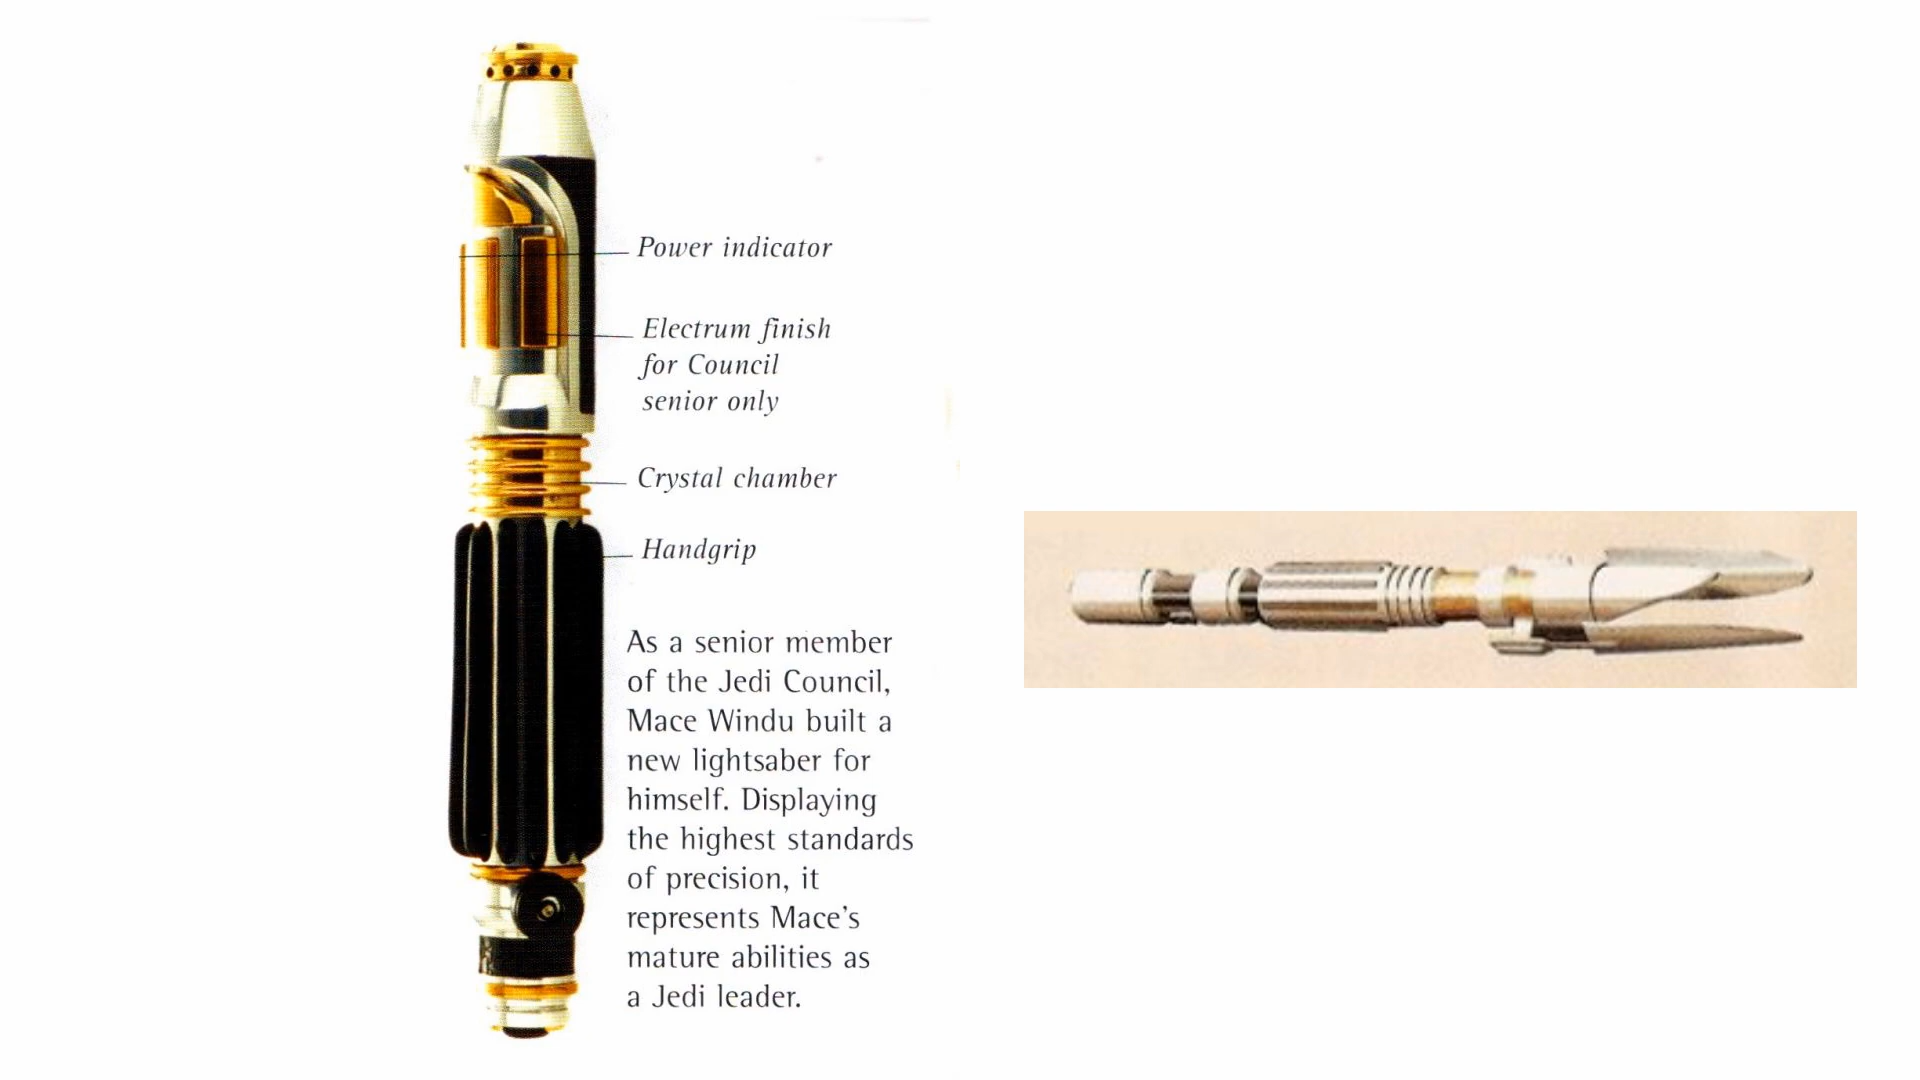 Power indicator
Electrum finish
for Council
senior only
Crystal chamber
Handgrip
As a senior member
of the Jedi Council,
Mace Windu built a
new lightsaber for
himself. Displaying
the highest standards
of precision, it
represents Mace's
mature abilities as
a Jedi leader.